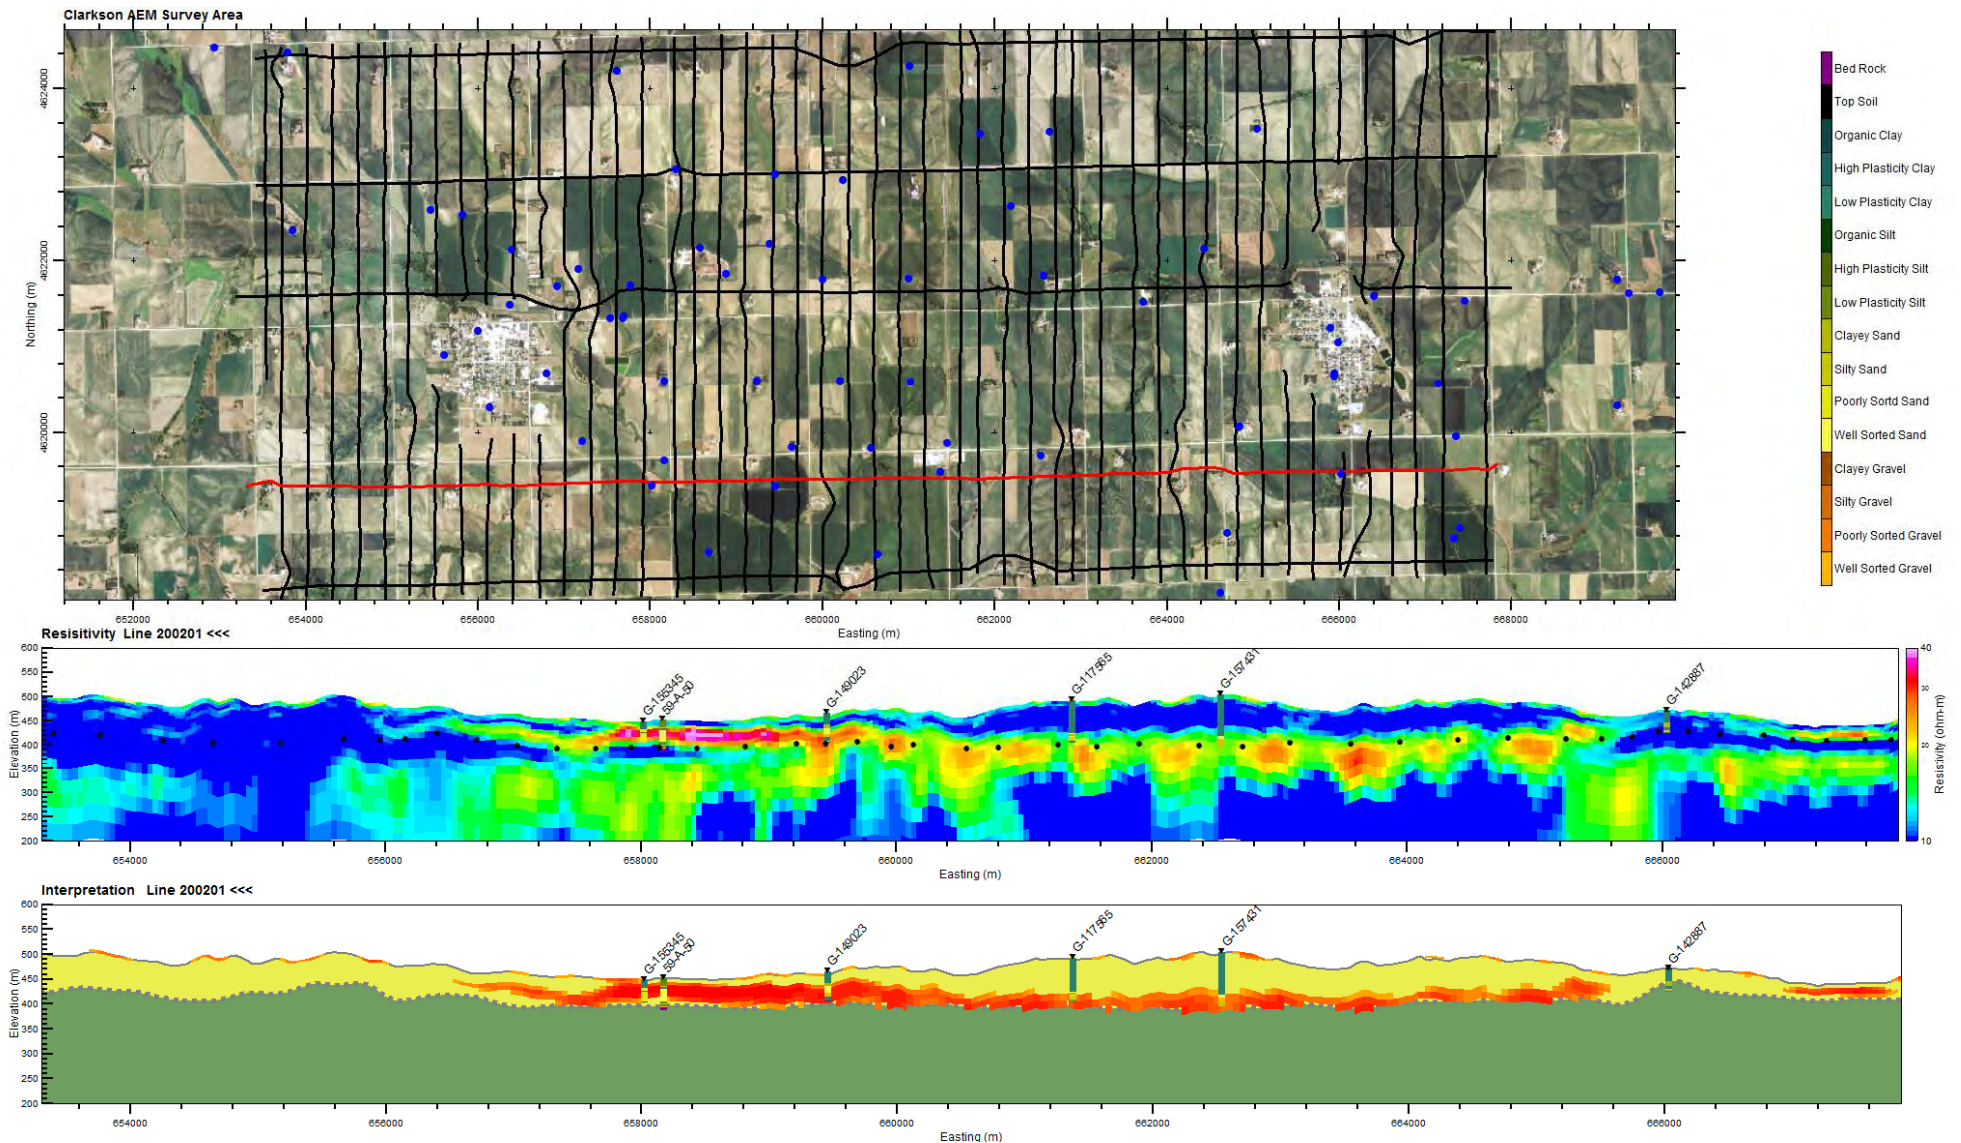 Clarkson AEM Survey Area
4624000
4622000
4620000
Northing (m)
652000 654000 656000 658000 660000 662000 664000 666000 668000
Easting (m)
Bed Rock
Top Soil
Organic Clay
High Plasticity Clay
Low Plasticity Clay
Organic Silt
High Plasticity Silt
Low Plasticity Silt
Clayey Sand
Silty Sand
Poorly Sortd Sand
Well Sorted Sand
Clayey Gravel
Silty Gravel
Poorly Sorted Gravel
Well Sorted Gravel
Resisitivity Line 200201 <<<
600
550
500
450
400
350
300
250
200
Elevation (m)
G-155345
59-A-50
G-149023
G-117565
G-157431
G-142887
654000 656000 658000 660000 662000 664000 666000
Easting (m)
40
30
20
10
Resistivity (ohm-m)
Interpretation Line 200201 <<<
600
550
500
450
400
350
300
250
200
Elevation (m)
G-155345
59-A-50
G-149023
G-117565
G-157431
G-142887
654000 656000 658000 660000 662000 664000 666000
Easting (m)